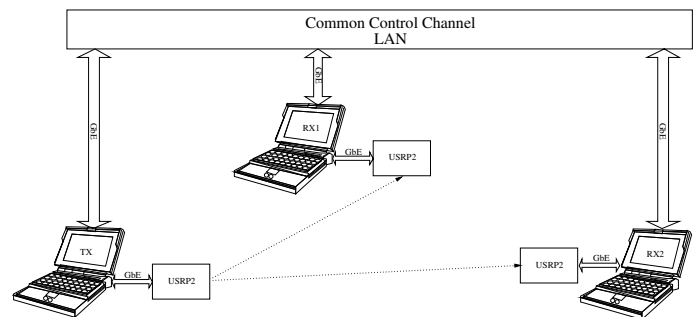 Common Control Channel
LAN
GbE
GbE
GbE
RX1
GbE
USRP2
TX
GbE
USRP2
USRP2
GbE
RX2